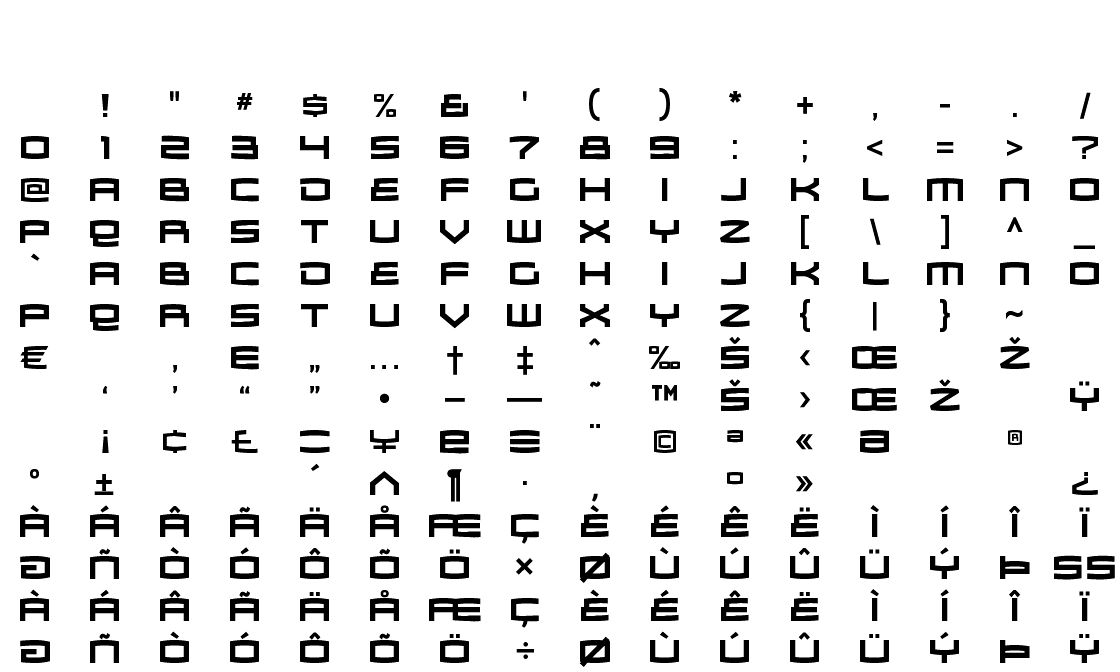 ! " # $ % & ' ( ) * + , - . /
0 1 2 3 4 5 6 7 8 9 : ; < = > ?
@ A B C D E F G H I J K L M N O
P Q R S T U V W X Y Z [ \ ] ^ _
` A B C D E F G H I J K L M N O
P Q R S T U V W X Y Z { | } ~
€ ‚ E „ … † ‡ ˆ ‰ Š ‹ Œ Ž
‘ ’ “ ” • – — ˜ ™ Š › Œ Ž Ÿ
¡ ¢ £ ¥ e ≡ ¨ © ª « a ®
° ± ´ ¶ · ¸ º » ¿
À Á Â Ã Ä Å Æ Ç È É Ê Ë Ì Í Î Ï
Ñ Ò Ó Ô Õ Ö × Ø Ù Ú Û Ü Ý Þ SS
À Á Â Ã Ä Å Æ Ç È É Ê Ë Ì Í Î Ï
Ñ Ò Ó Ô Õ Ö ÷ Ø Ù Ú Û Ü Ý Þ Ÿ